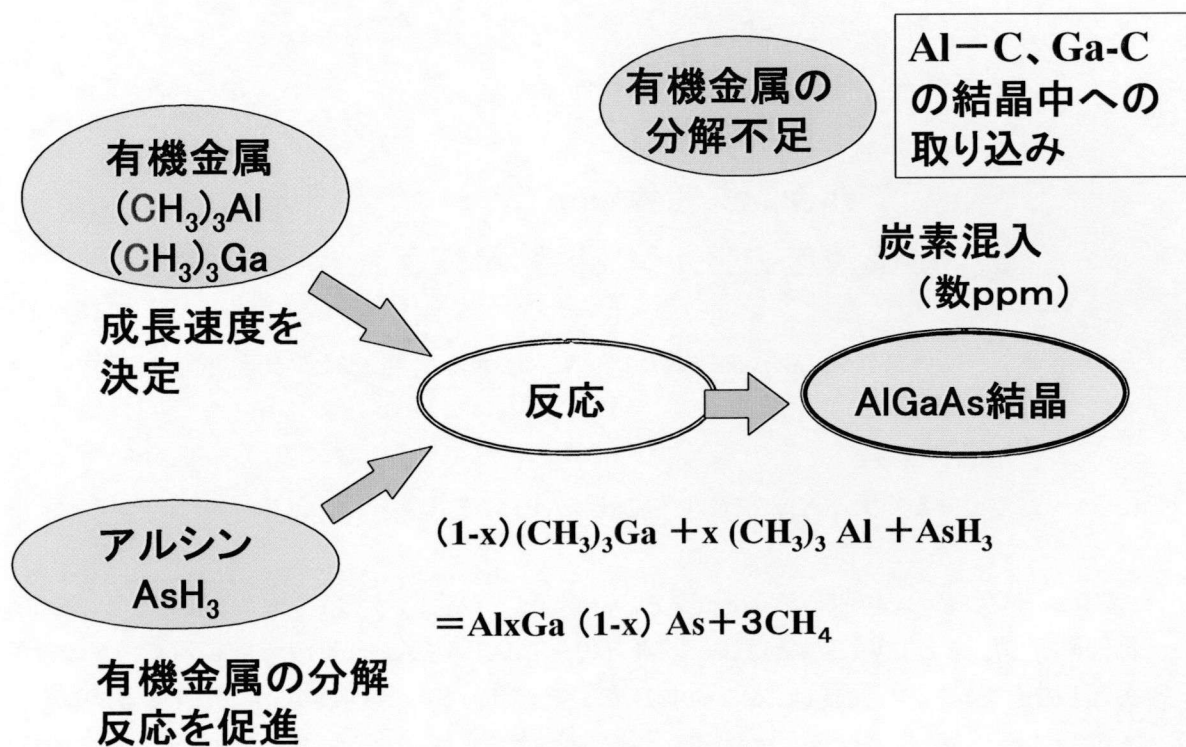 有機金属
(CH₃)₃Al
(CH₃)₃Ga
成長速度を
決定
アルシン
AsH₃
有機金属の分解
反応を促進
反応
有機金属の
分解不足
Al－C、Ga-C
の結晶中への
取り込み
炭素混入
（数ppm）
AlGaAs結晶
(1-x)(CH₃)₃Ga ＋x (CH₃)₃ Al ＋AsH₃
＝AlxGa (1-x) As＋3CH₄